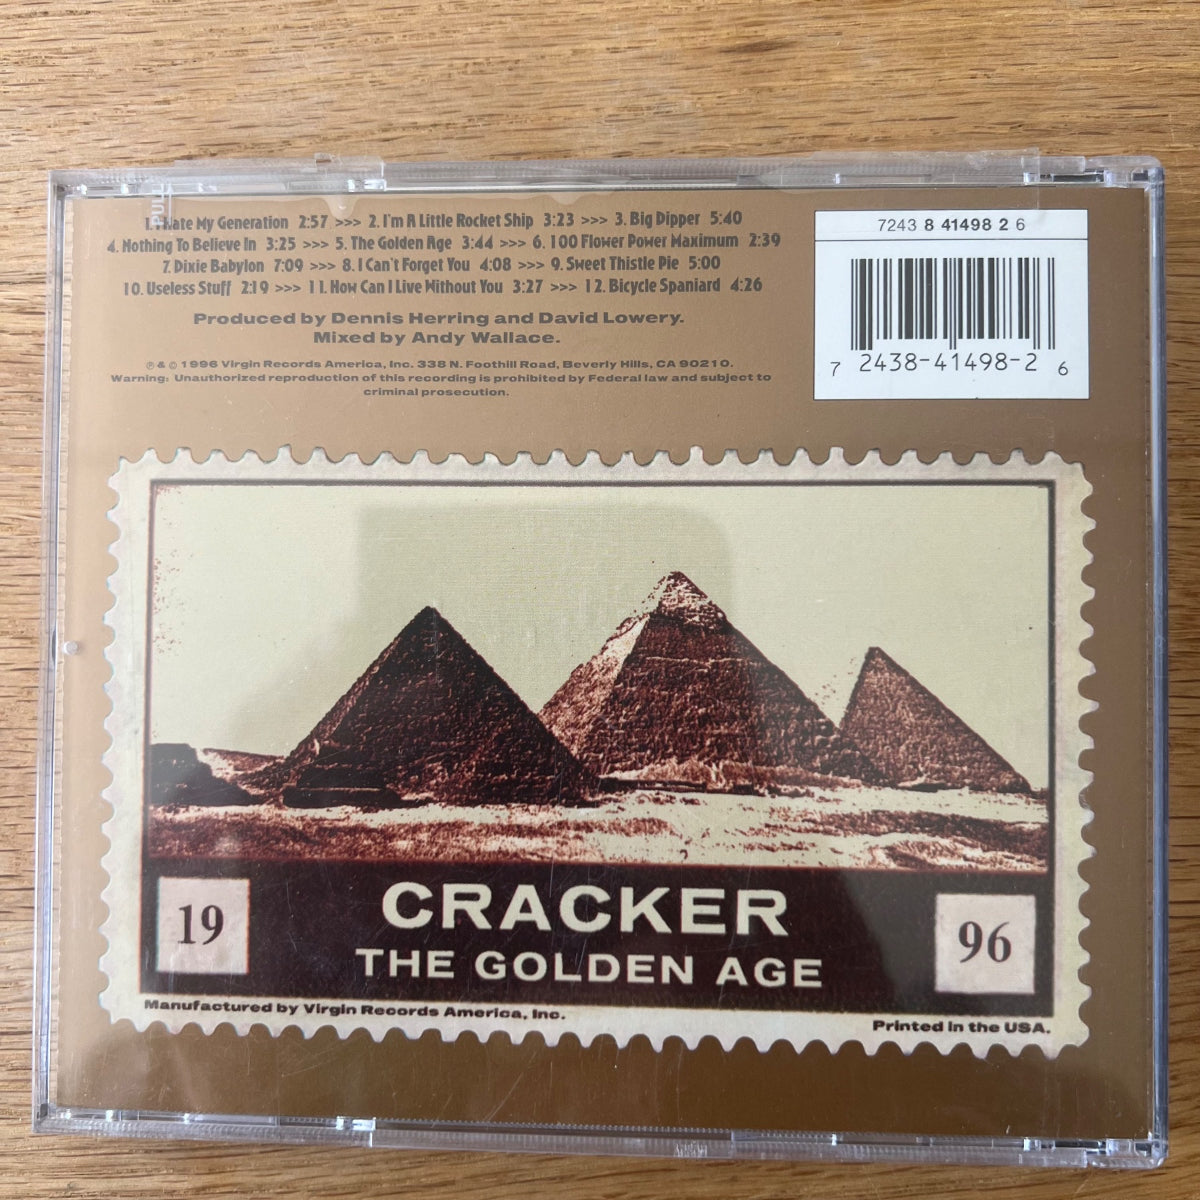 1. I Hate My Generation 2:57 >>> 2. I'm A Little Rocket Ship 3:23 >>> 3. Big Dipper 5:40
4. Nothing To Believe In 3:25 >>> 5. The Golden Age 3:44 >>> 6. 100 Flower Power Maximum 2:39
7. Dixie Babylon 7:09 >>> 8. I Can't Forget You 4:08 >>> 9. Sweet Thistle Pie 5:00
10. Useless Stuff 2:19 >>> 11. How Can I Live Without You 3:27 >>> 12. Bicycle Spaniard 4:26
Produced by Dennis Herring and David Lowery.
Mixed by Andy Wallace.
℗ & © 1996 Virgin Records America, Inc. 338 N. Foothill Road, Beverly Hills, CA 90210.
Warning: Unauthorized reproduction of this recording is prohibited by Federal law and subject to
criminal prosecution.
7243 8 41498 2 6
7 2438-41498-2 6
19
CRACKER
THE GOLDEN AGE
96
Manufactured by Virgin Records America, Inc.
Printed in the USA.